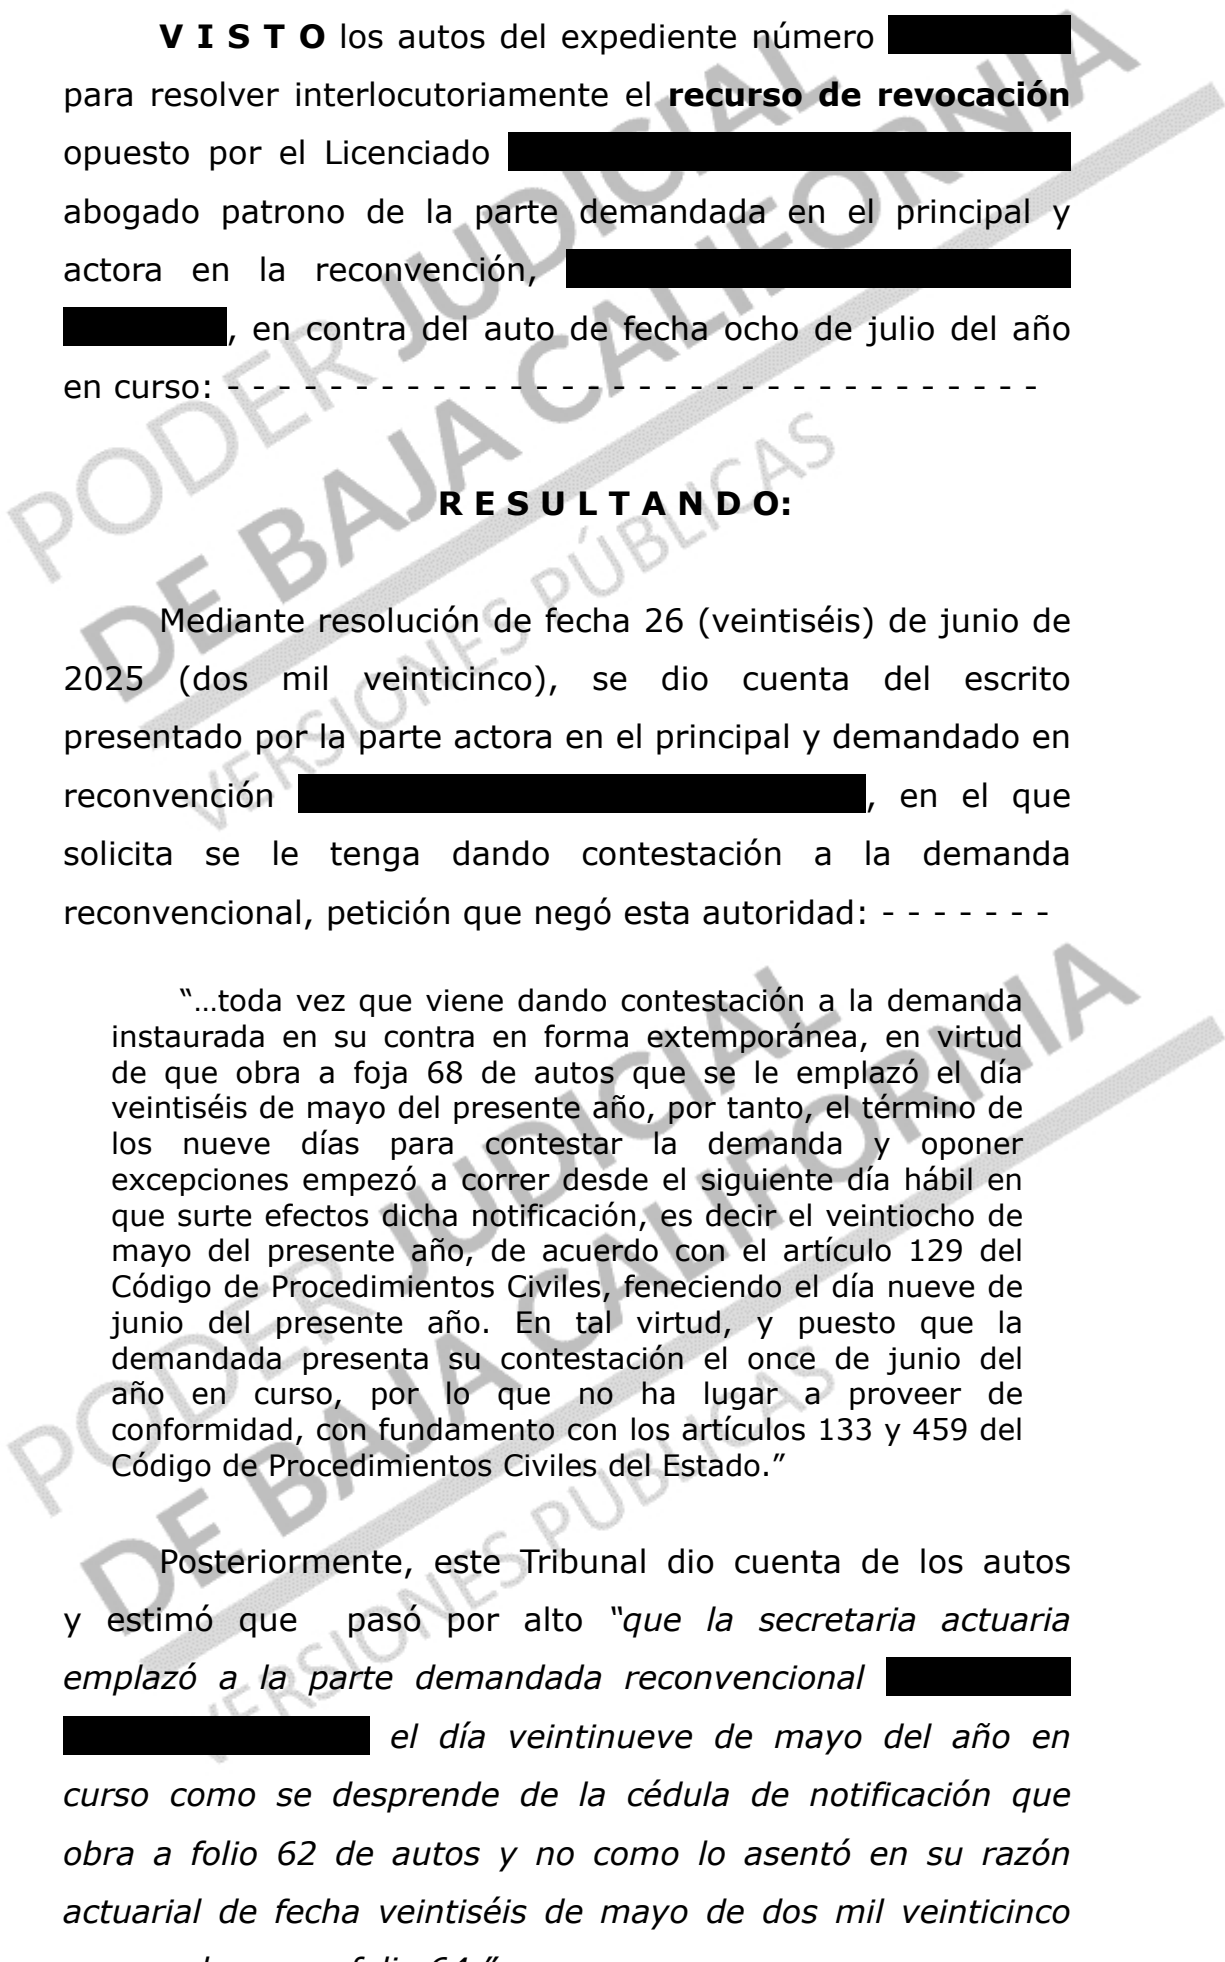 V I S T O los autos del expediente número
para resolver interlocutoriamente el recurso de revocación
opuesto por el Licenciado
abogado patrono de la parte demandada en el principal y
actora en la reconvención,
, en contra del auto de fecha ocho de julio del año
en curso: - - - - - - - - - - - - - - - - - - - - - - - - - - - - - - - -
R E S U L T A N D O:
Mediante resolución de fecha 26 (veintiséis) de junio de
2025 (dos mil veinticinco), se dio cuenta del escrito
presentado por la parte actora en el principal y demandado en
reconvención , en el que
solicita se le tenga dando contestación a la demanda
reconvencional, petición que negó esta autoridad: - - - - - - -
“…toda vez que viene dando contestación a la demanda
instaurada en su contra en forma extemporánea, en virtud
de que obra a foja 68 de autos que se le emplazó el día
veintiséis de mayo del presente año, por tanto, el término de
los nueve días para contestar la demanda y oponer
excepciones empezó a correr desde el siguiente día hábil en
que surte efectos dicha notificación, es decir el veintiocho de
mayo del presente año, de acuerdo con el artículo 129 del
Código de Procedimientos Civiles, feneciendo el día nueve de
junio del presente año. En tal virtud, y puesto que la
demandada presenta su contestación el once de junio del
año en curso, por lo que no ha lugar a proveer de
conformidad, con fundamento con los artículos 133 y 459 del
Código de Procedimientos Civiles del Estado.”
Posteriormente, este Tribunal dio cuenta de los autos
y estimó que pasó por alto “que la secretaria actuaria
emplazó a la parte demandada reconvencional
el día veintinueve de mayo del año en
curso como se desprende de la cédula de notificación que
obra a folio 62 de autos y no como lo asentó en su razón
actuarial de fecha veintiséis de mayo de dos mil veinticinco
PODER JUDICIAL
DE BAJA CALIFORNIA
VERSIONES PÚBLICAS
PODER JUDICIAL
DE BAJA CALIFORNIA
VERSIONES PÚBLICAS